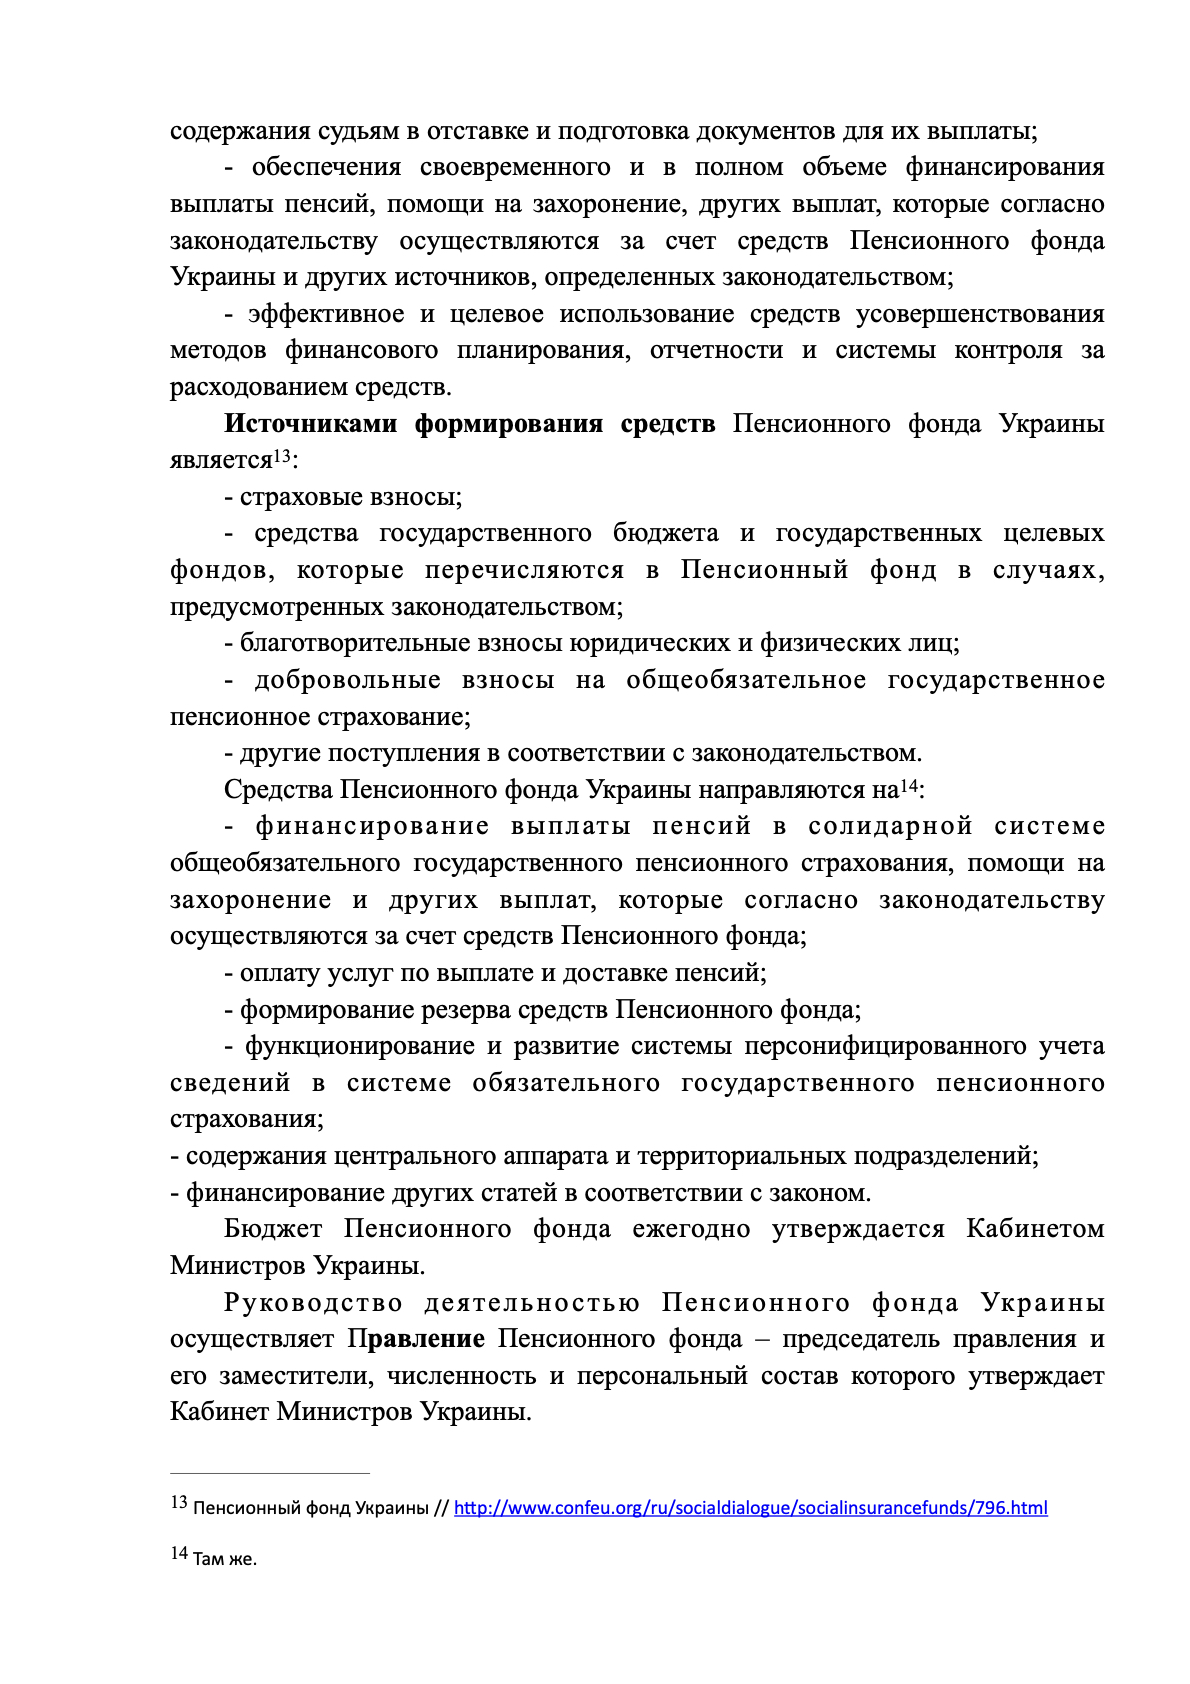 содержания судьям в отставке и подготовка документов для их выплаты;
- обеспечения своевременного и в полном объеме финансирования
выплаты пенсий, помощи на захоронение, других выплат, которые согласно
законодательству осуществляются за счет средств Пенсионного фонда
Украины и других источников, определенных законодательством;
- эффективное и целевое использование средств усовершенствования
методов финансового планирования, отчетности и системы контроля за
расходованием средств.
Источниками формирования средств Пенсионного фонда Украины
является13:
- страховые взносы;
- средства государственного бюджета и государственных целевых
фондов, которые перечисляются в Пенсионный фонд в случаях,
предусмотренных законодательством;
- благотворительные взносы юридических и физических лиц;
- добровольные взносы на общеобязательное государственное
пенсионное страхование;
- другие поступления в соответствии с законодательством.
Средства Пенсионного фонда Украины направляются на14:
- финансирование выплаты пенсий в солидарной системе
общеобязательного государственного пенсионного страхования, помощи на
захоронение и других выплат, которые согласно законодательству
осуществляются за счет средств Пенсионного фонда;
- оплату услуг по выплате и доставке пенсий;
- формирование резерва средств Пенсионного фонда;
- функционирование и развитие системы персонифицированного учета
сведений в системе обязательного государственного пенсионного
страхования;
- содержания центрального аппарата и территориальных подразделений;
- финансирование других статей в соответствии с законом.
Бюджет Пенсионного фонда ежегодно утверждается Кабинетом
Министров Украины.
Руководство деятельностью Пенсионного фонда Украины
осуществляет Правление Пенсионного фонда – председатель правления и
его заместители, численность и персональный состав которого утверждает
Кабинет Министров Украины.
13 Пенсионный фонд Украины // http://www.confeu.org/ru/socialdialogue/socialinsurancefunds/796.html
14 Там же.